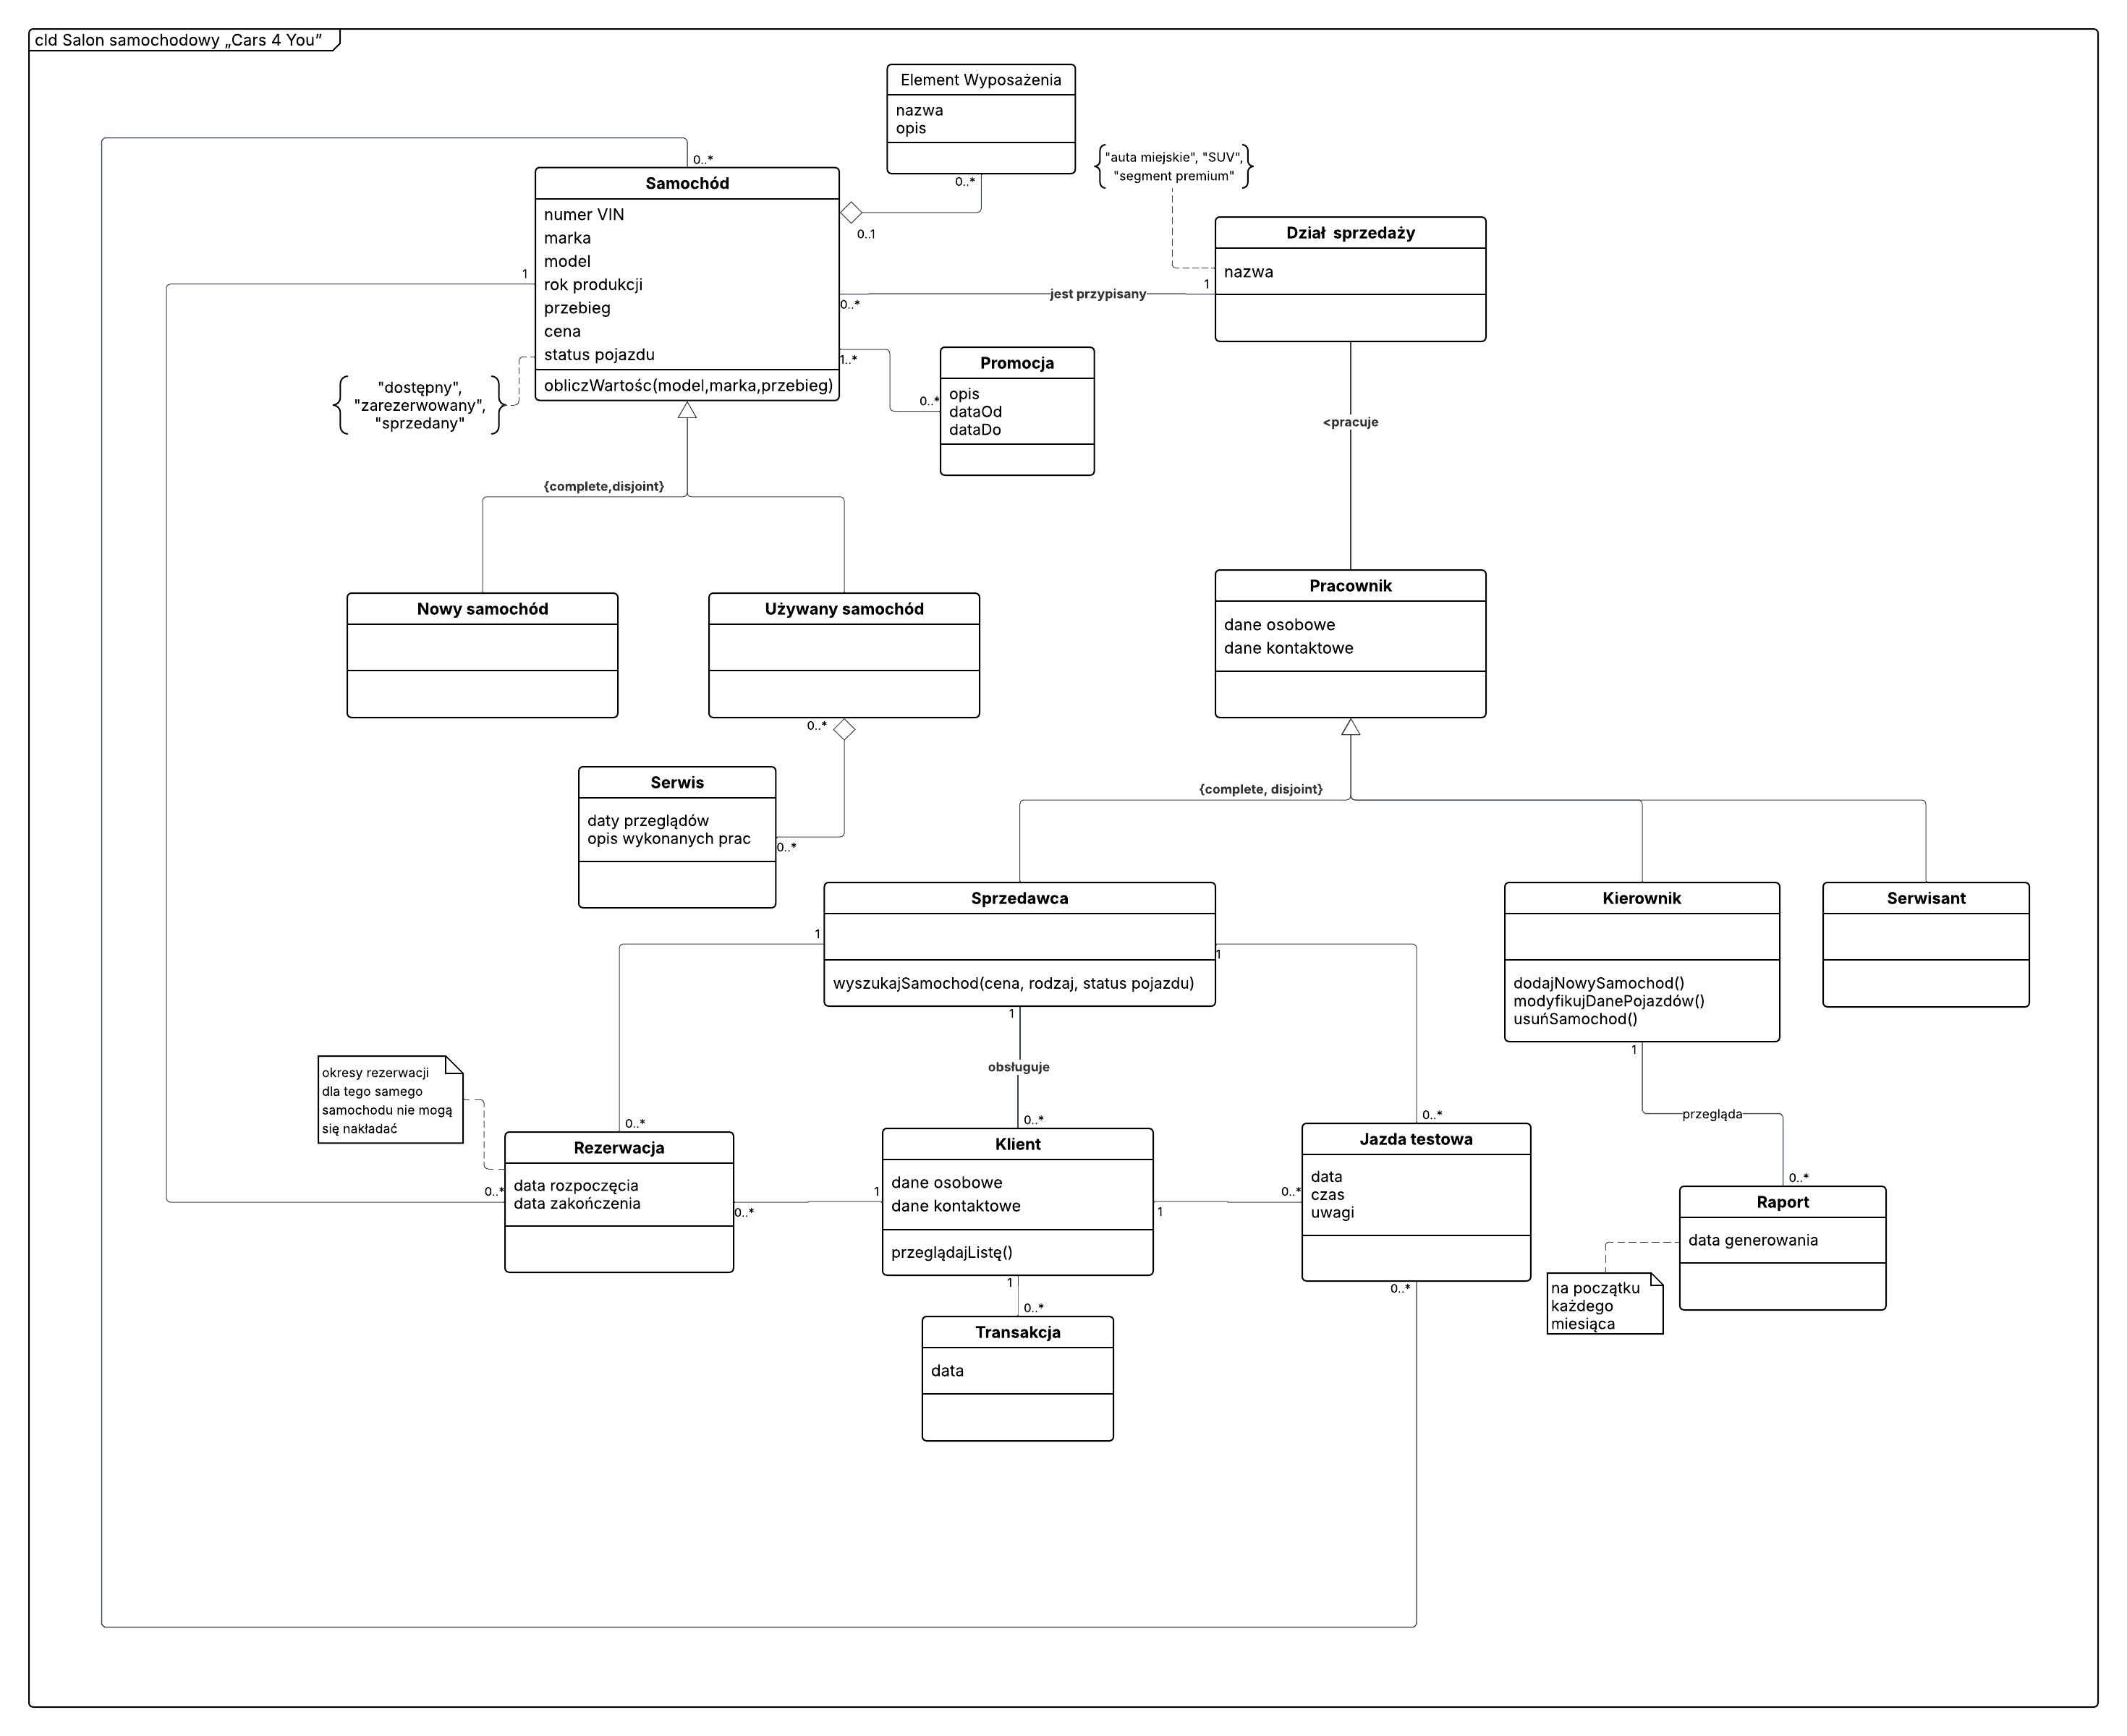 cld Salon samochodowy „Cars 4 You”
Element Wyposażenia
nazwa
opis
0..*
0..1
"auta miejskie", "SUV",
"segment premium"
0..*
Samochód
numer VIN
marka
model
rok produkcji
przebieg
cena
status pojazdu
obliczWartośc(model,marka,przebieg)
1
"dostępny",
"zarezerwowany",
"sprzedany"
Dział sprzedaży
nazwa
1
jest przypisany
0..*
1..*
0..*
Promocja
opis
dataOd
dataDo
<pracuje
{complete,disjoint}
Nowy samochód
Używany samochód
0..*
Pracownik
dane osobowe
dane kontaktowe
Serwis
daty przeglądów
opis wykonanych prac
0..*
{complete, disjoint}
Sprzedawca
wyszukajSamochod(cena, rodzaj, status pojazdu)
1
1
1
Kierownik
dodajNowySamochod()
modyfikujDanePojazdów()
usuńSamochod()
1
Serwisant
obsługuje
przegląda
okresy rezerwacji
dla tego samego
samochodu nie mogą
się nakładać
0..*
0..*
0..*
0..*
Rezerwacja
data rozpoczęcia
data zakończenia
0..*
0..*
Klient
dane osobowe
dane kontaktowe
przeglądajListę()
1
1
1
Jazda testowa
data
czas
uwagi
0..*
0..*
Raport
data generowania
na początku
każdego
miesiąca
0..*
Transakcja
data